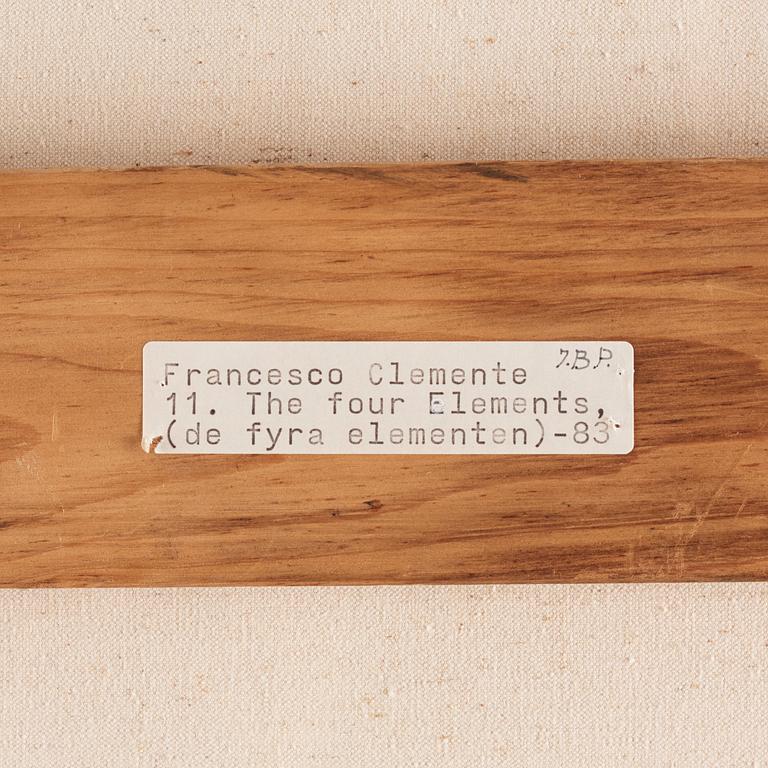 J.B.P.
Francesco Clemente
11. The four Elements,
(de fyra elementen)-83